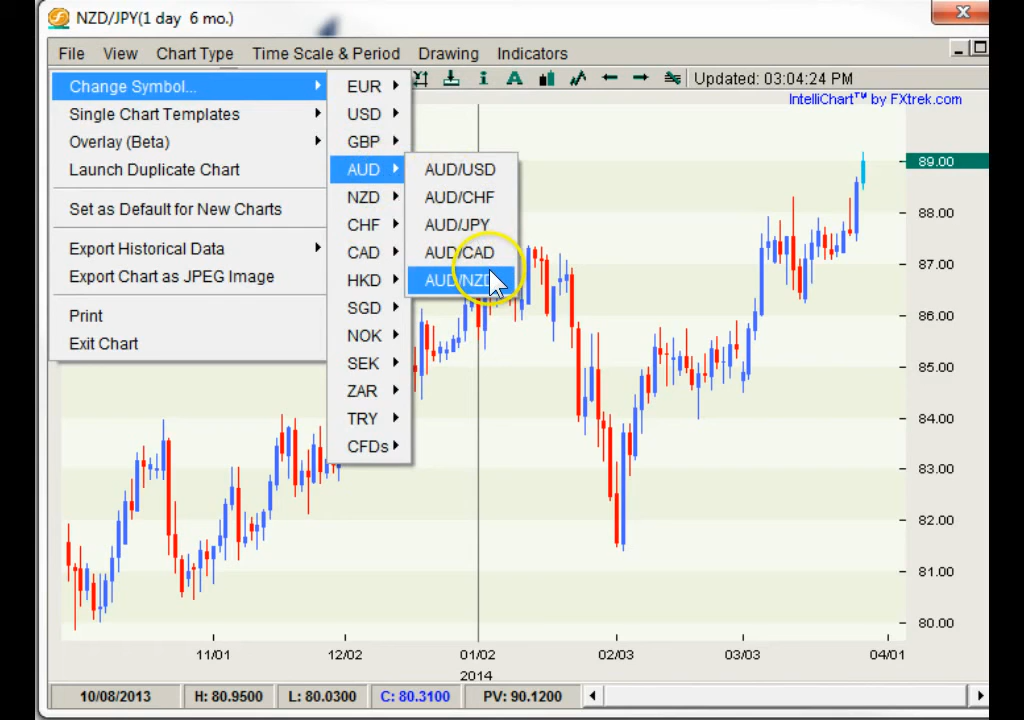 NZD/JPY(1 day 6 mo.)
File View Chart Type Time Scale & Period Drawing Indicators
Updated: 03:04:24 PM
IntelliChart™ by FXtrek.com
Change Symbol...
Single Chart Templates
Overlay (Beta)
Launch Duplicate Chart
Set as Default for New Charts
Export Historical Data
Export Chart as JPEG Image
Print
Exit Chart
EUR
USD
GBP
AUD
NZD
CHF
CAD
HKD
SGD
NOK
SEK
ZAR
TRY
CFDs
AUD/USD
AUD/CHF
AUD/JPY
AUD/CAD
AUD/NZD
89.00
88.00
87.00
86.00
85.00
84.00
83.00
82.00
81.00
80.00
11/01 12/02 01/02 02/03 03/03 04/01
2014
10/08/2013 H: 80.9500 L: 80.0300 C: 80.3100 PV: 90.1200